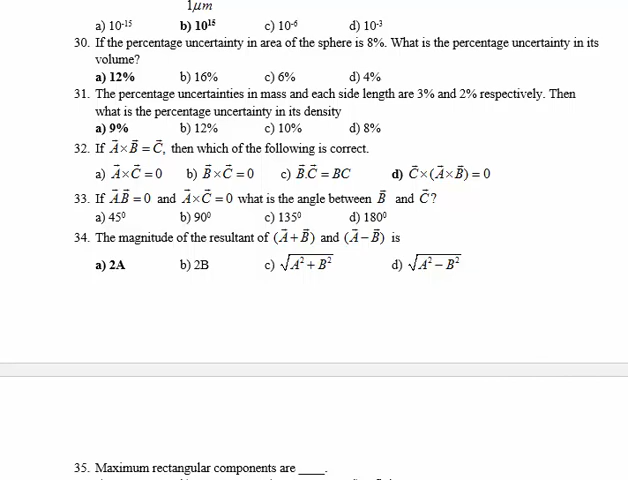 1μm
a) 10⁻¹⁵ b) 10¹⁵ c) 10⁻⁶ d) 10⁻³
30. If the percentage uncertainty in area of the sphere is 8%. What is the percentage uncertainty in its
volume?
a) 12% b) 16% c) 6% d) 4%
31. The percentage uncertainties in mass and each side length are 3% and 2% respectively. Then
what is the percentage uncertainty in its density
a) 9% b) 12% c) 10% d) 8%
32. If A⃗×B⃗ = C⃗, then which of the following is correct.
a) A⃗×C⃗ = 0 b) B⃗×C⃗ = 0 c) B⃗.C⃗ = BC d) C⃗×(A⃗×B⃗) = 0
33. If A⃗.B⃗ = 0 and A⃗×C⃗ = 0 what is the angle between B⃗ and C⃗?
a) 45⁰ b) 90⁰ c) 135⁰ d) 180⁰
34. The magnitude of the resultant of (A⃗+B⃗) and (A⃗−B⃗) is
a) 2A b) 2B c) √(A²+B²) d) √(A²−B²)
35. Maximum rectangular components are ____.